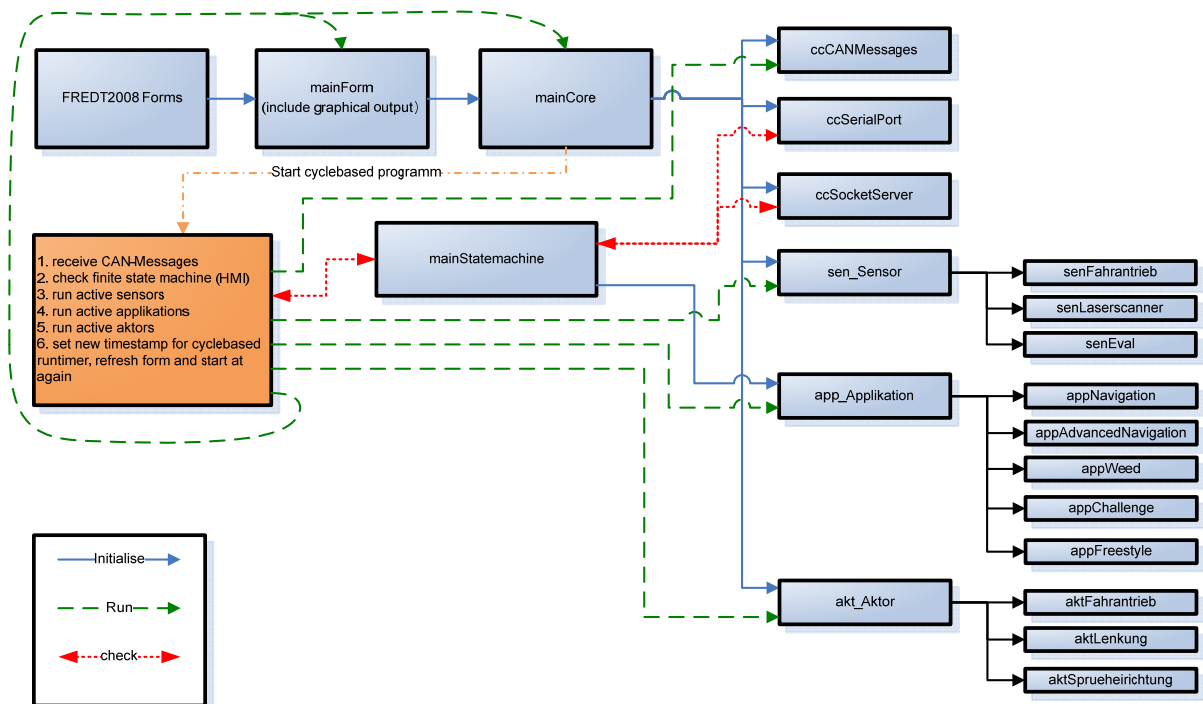 FREDT2008 Forms
mainForm
(include graphical output)
mainCore
ccCANMessages
ccSerialPort
ccSocketServer
Start cyclebased programm
1. receive CAN-Messages
2. check finite state machine (HMI)
3. run active sensors
4. run active applikations
5. run active aktors
6. set new timestamp for cyclebased
runtimer, refresh form and start at
again
mainStatemachine
sen_Sensor
senFahrantrieb
senLaserscanner
senEval
app_Applikation
appNavigation
appAdvancedNavigation
appWeed
appChallenge
appFreestyle
akt_Aktor
aktFahrantrieb
aktLenkung
aktSprueheirichtung
Initialise
Run
check